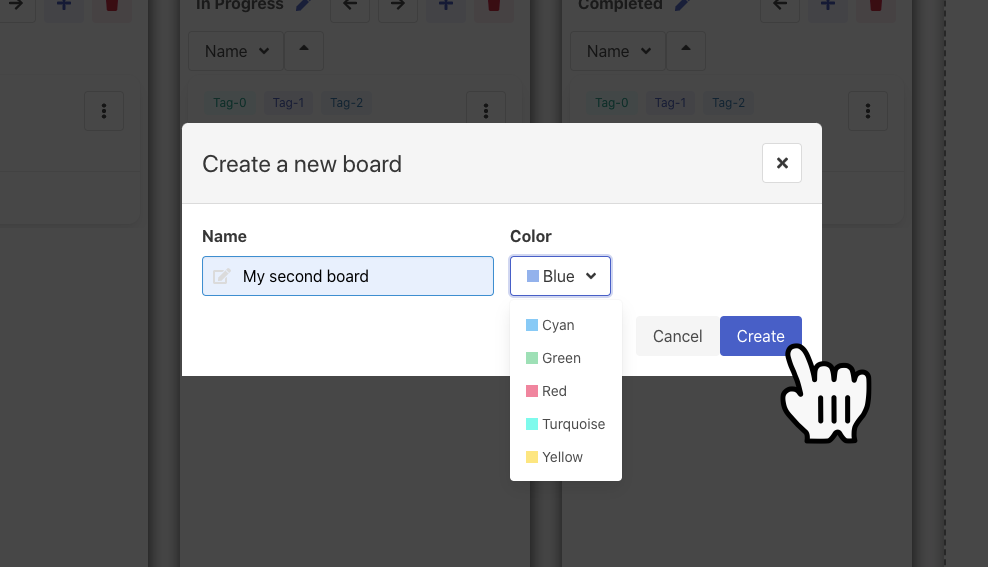 In Progress
Completed
Name
Name
Tag-0 Tag-1 Tag-2
Tag-0 Tag-1 Tag-2
Create a new board
Name
Color
My second board
Blue
Cyan
Green
Red
Turquoise
Yellow
Cancel
Create